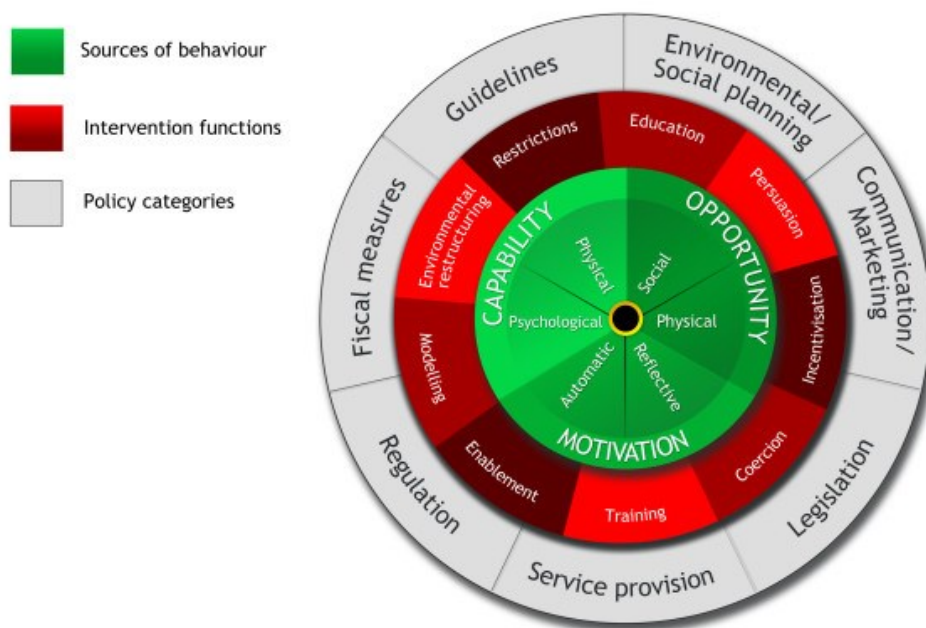 Sources of behaviour
Intervention functions
Policy categories
Guidelines
Environmental/
Social planning
Communication/
Marketing
Legislation
Service provision
Regulation
Fiscal measures
Restrictions
Education
Persuasion
Incentivisation
Coercion
Training
Enablement
Modelling
Environmental
restructuring
CAPABILITY
OPPORTUNITY
MOTIVATION
Physical
Social
Psychological
Physical
Automatic
Reflective